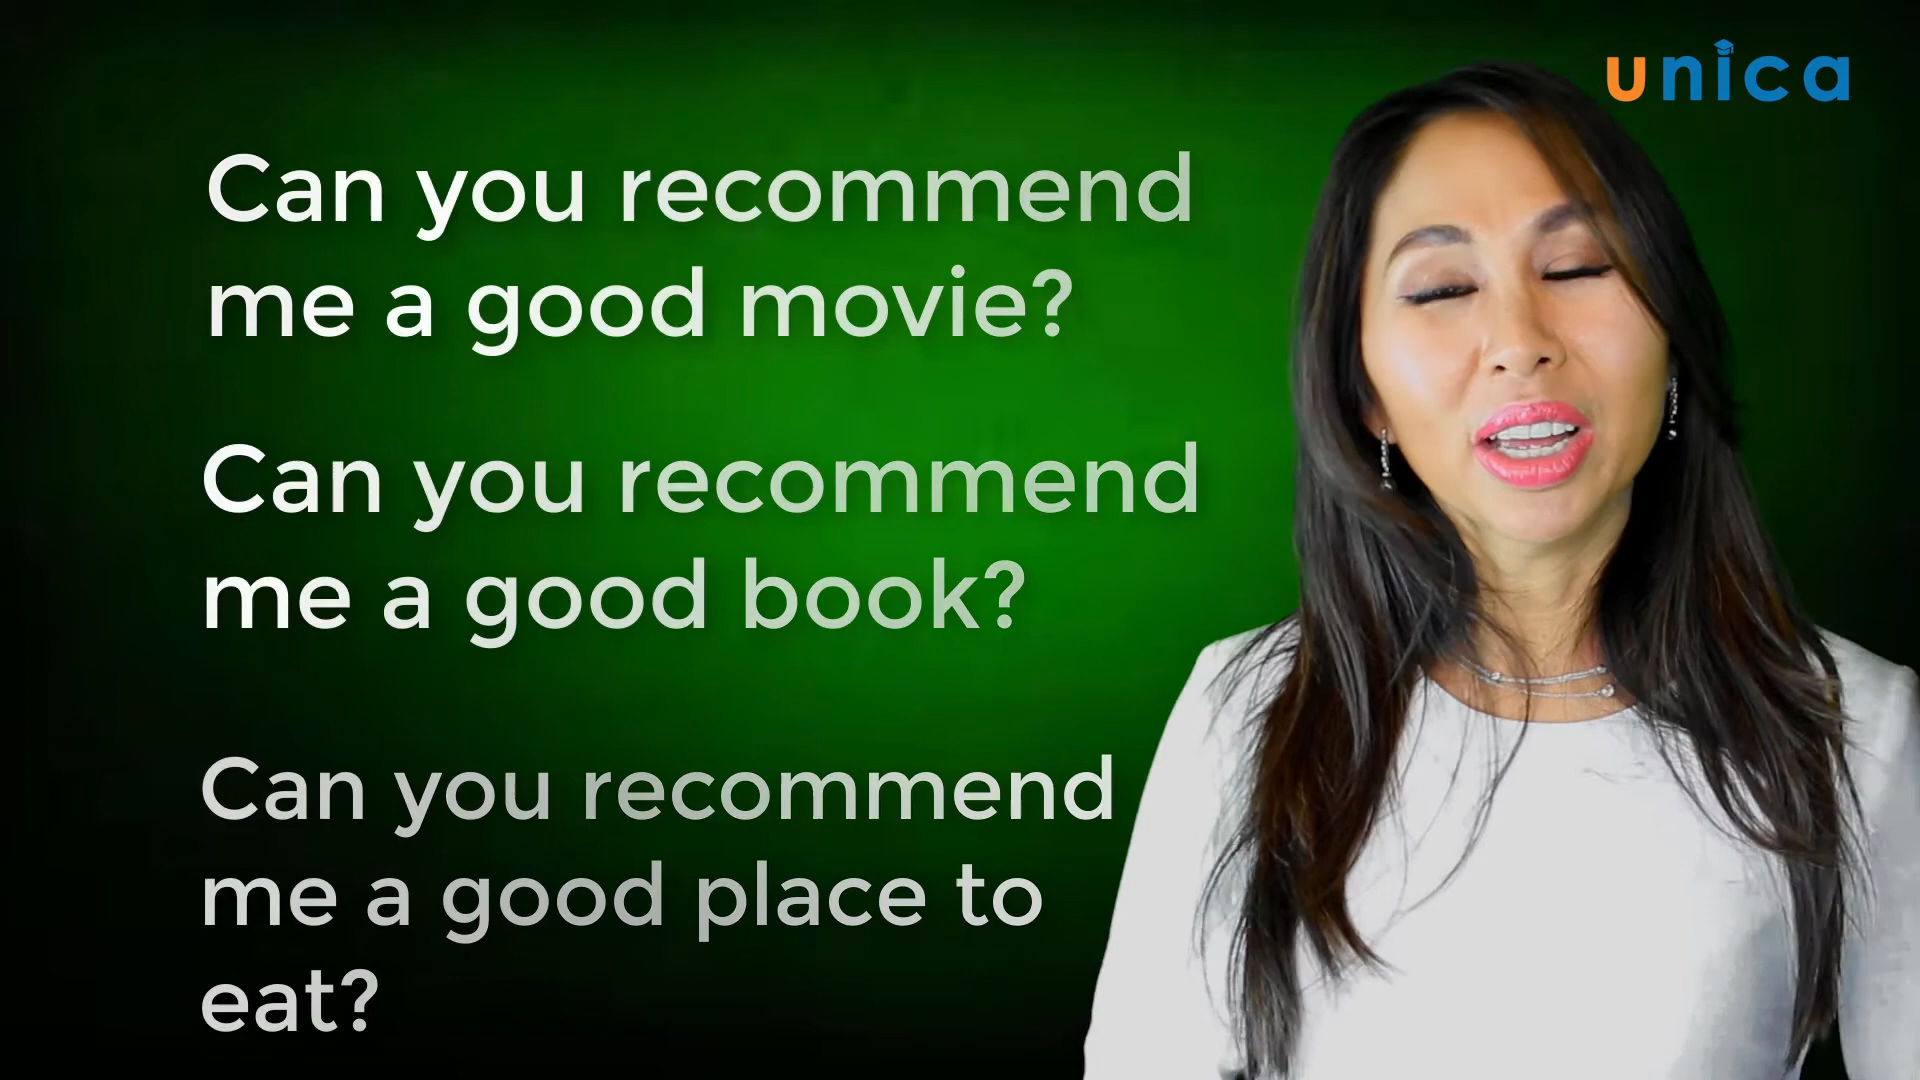 unica
Can you recommend
me a good movie?
Can you recommend
me a good book?
Can you recommend
me a good place to
eat?